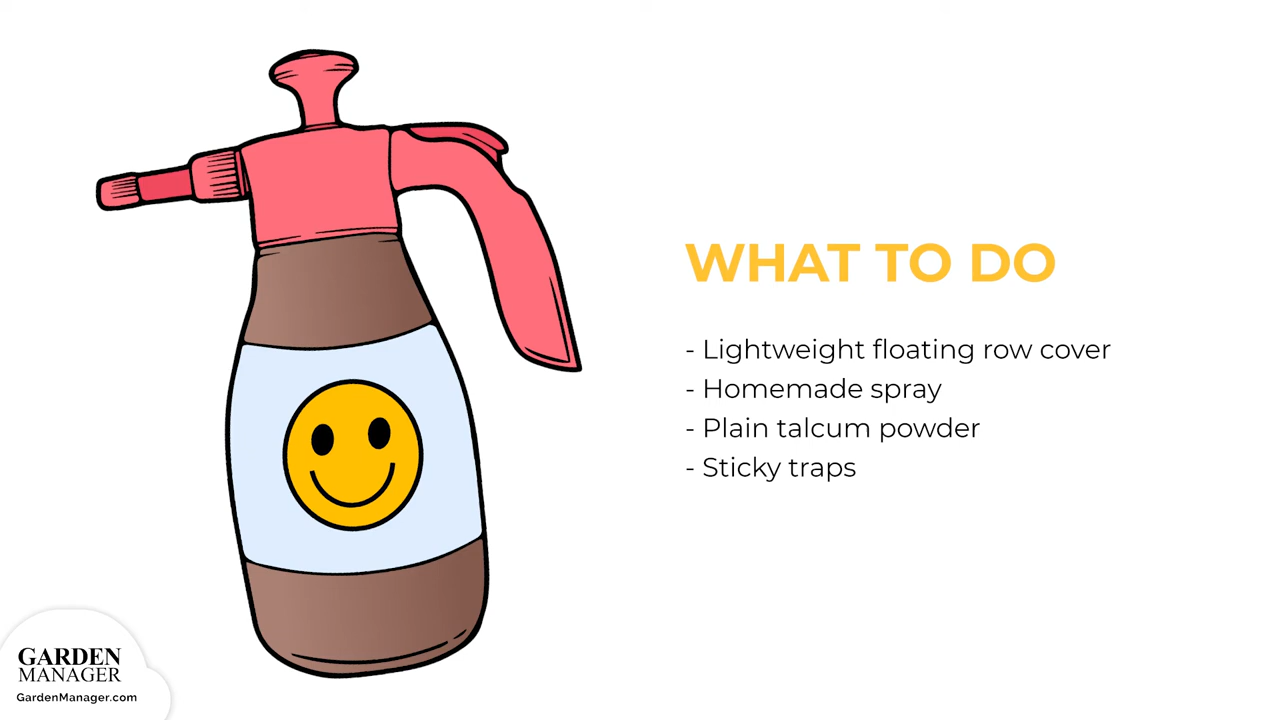 WHAT TO DO
- Lightweight floating row cover
- Homemade spray
- Plain talcum powder
- Sticky traps
GARDEN
MANAGER
GardenManager.com